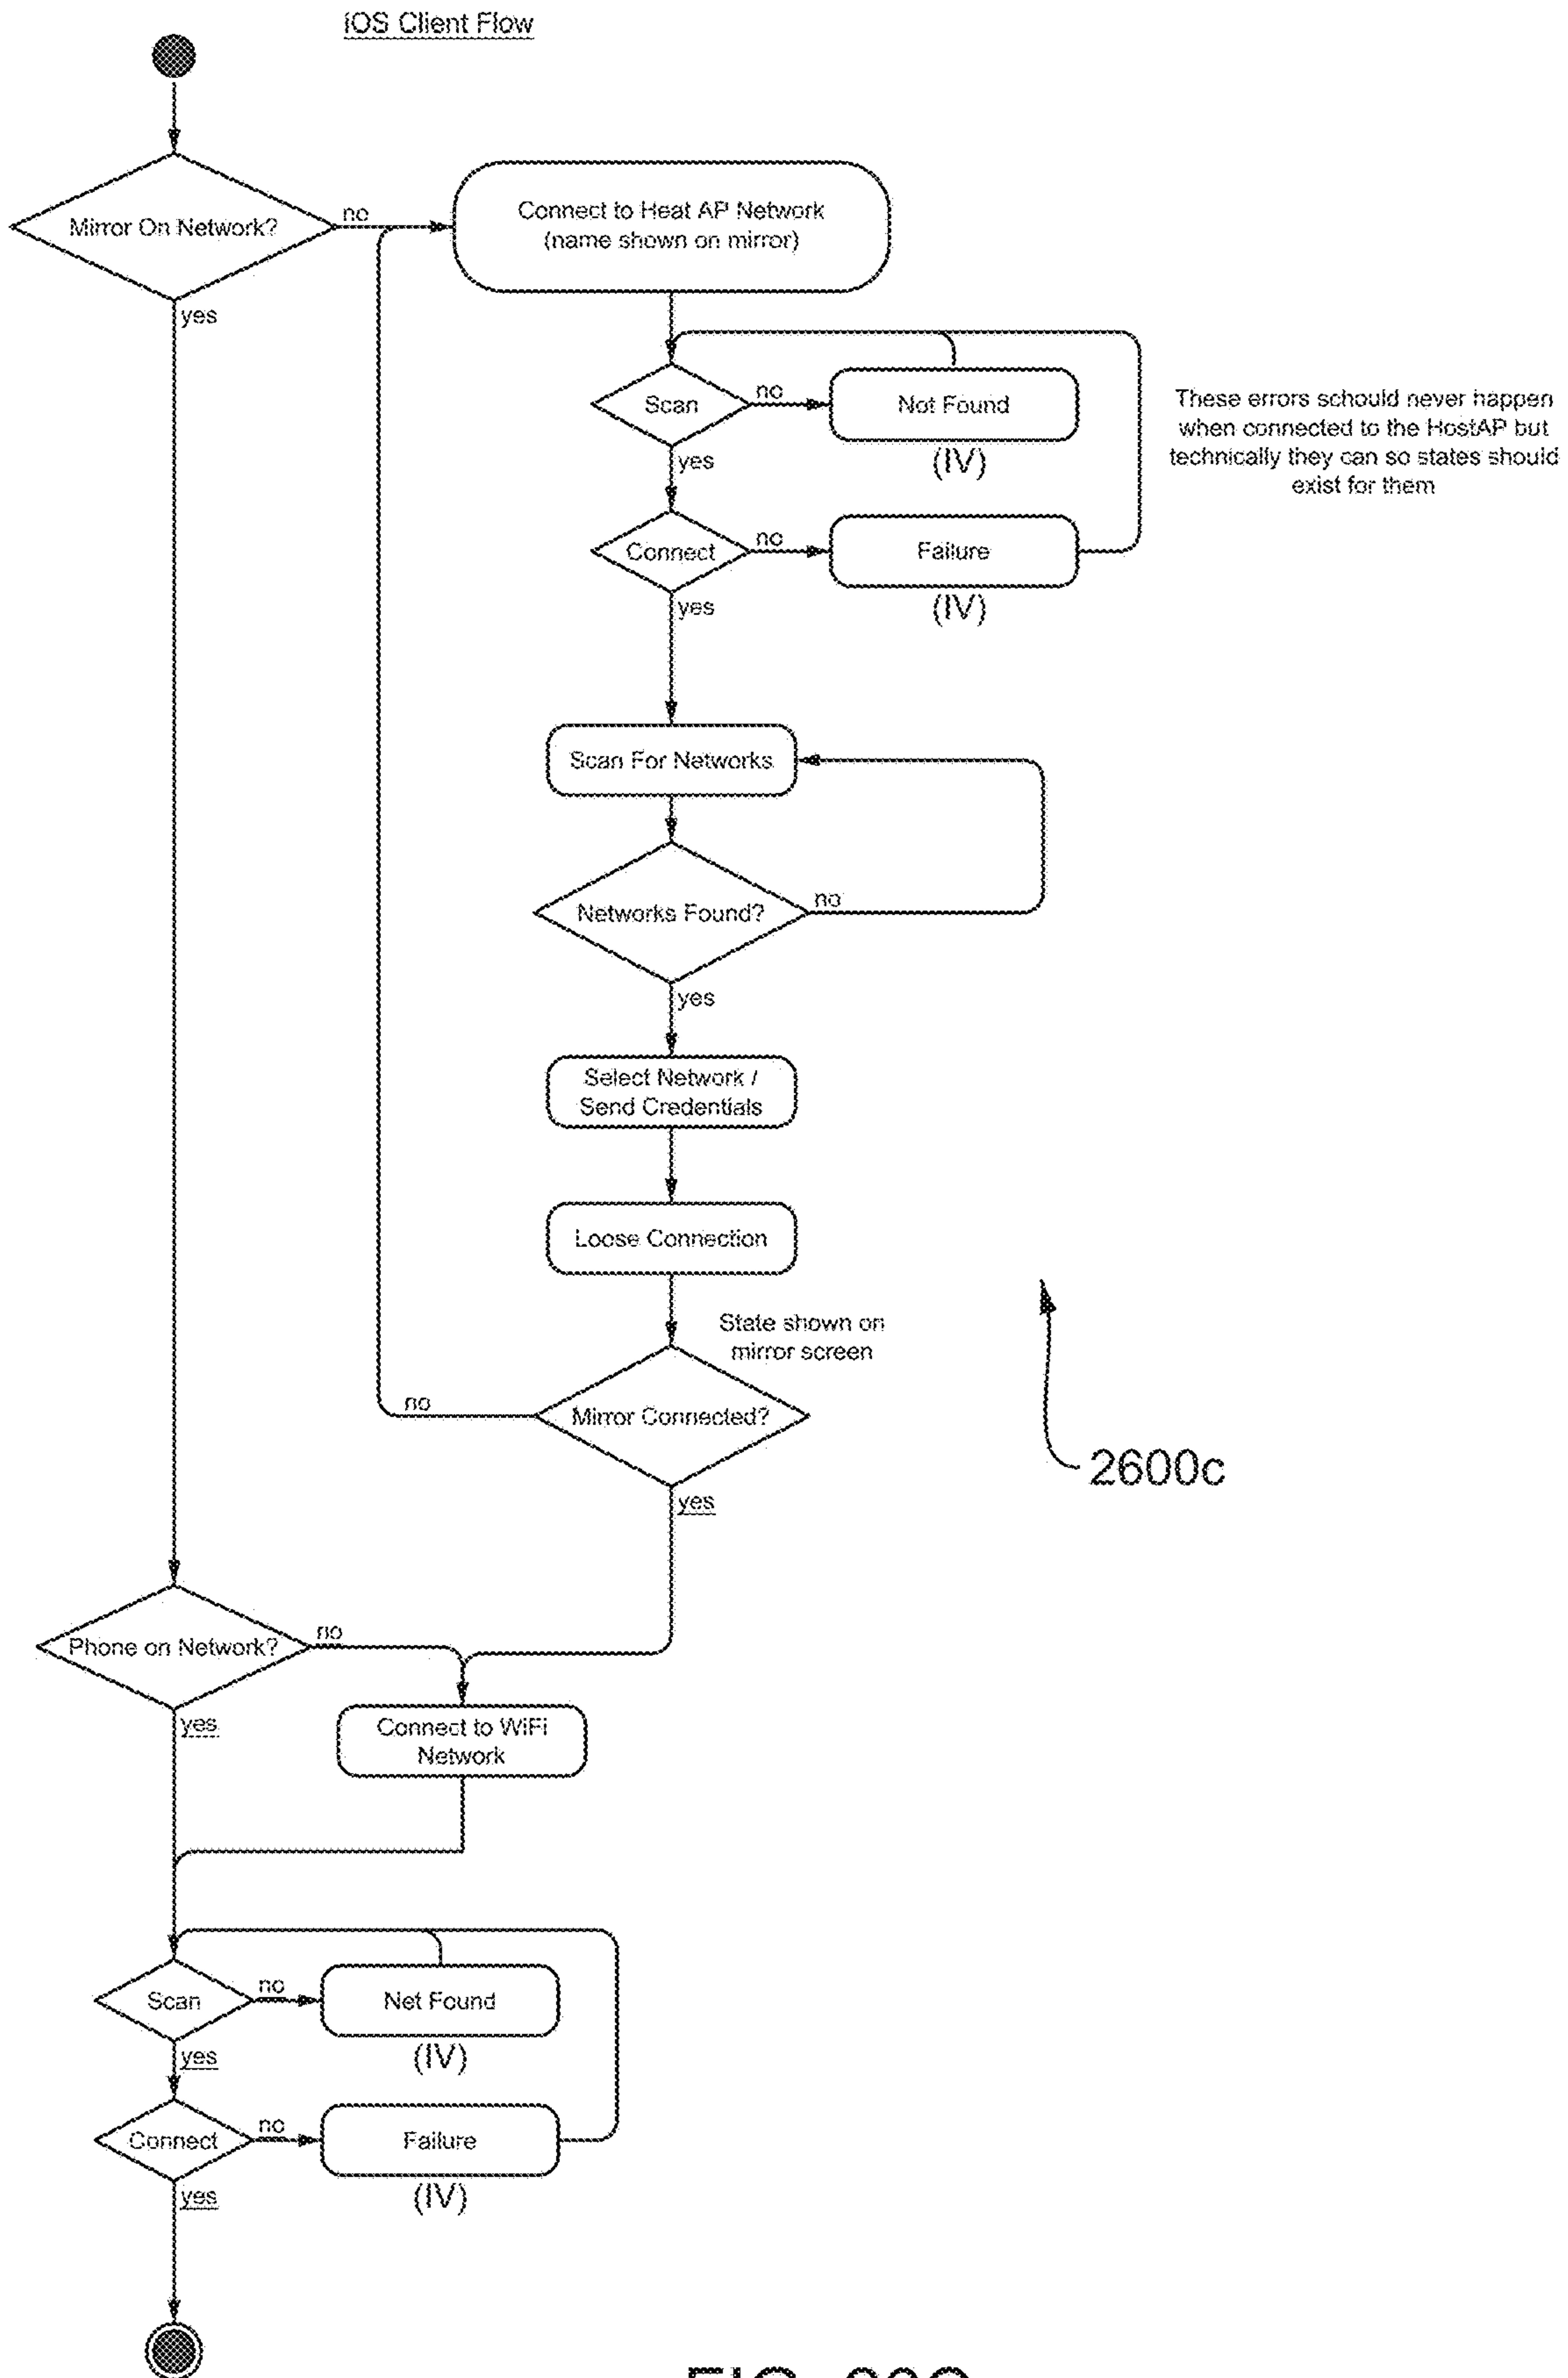 iOS Client Flow
Mirror On Network?
no
yes
Connect to Heat AP Network
(name shown on mirror)
Scan
no
Not Found
(IV)
yes
These errors schould never happen
when connected to the HostAP but
technically they can so states should
exist for them
Connect
no
Failure
(IV)
yes
Scan For Networks
Networks Found?
no
yes
Select Network /
Send Credentials
Loose Connection
State shown on
mirror screen
Mirror Connected?
no
yes
2600c
Phone on Network?
no
yes
Connect to WiFi
Network
Scan
no
Net Found
(IV)
yes
Connect
no
Failure
(IV)
yes